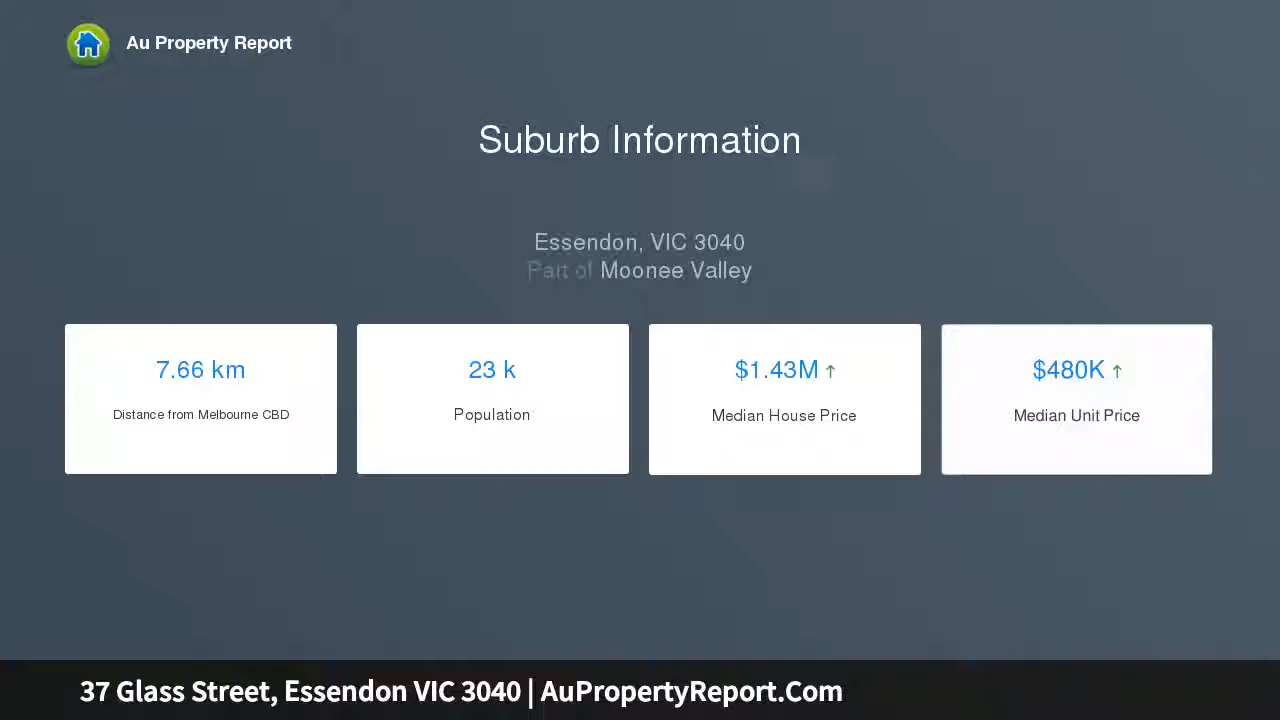 Au Property Report
Suburb Information
Essendon, VIC 3040
Part of Moonee Valley
7.66 km
Distance from Melbourne CBD
23 k
Population
$1.43M ↑
Median House Price
$480K ↑
Median Unit Price
37 Glass Street, Essendon VIC 3040 | AuPropertyReport.Com